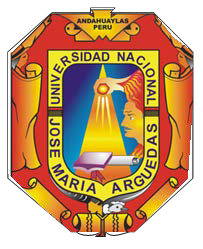 ANDAHUAYLAS
PERU
UNIVERSIDAD NACIONAL
JOSE MARIA ARGUEDAS